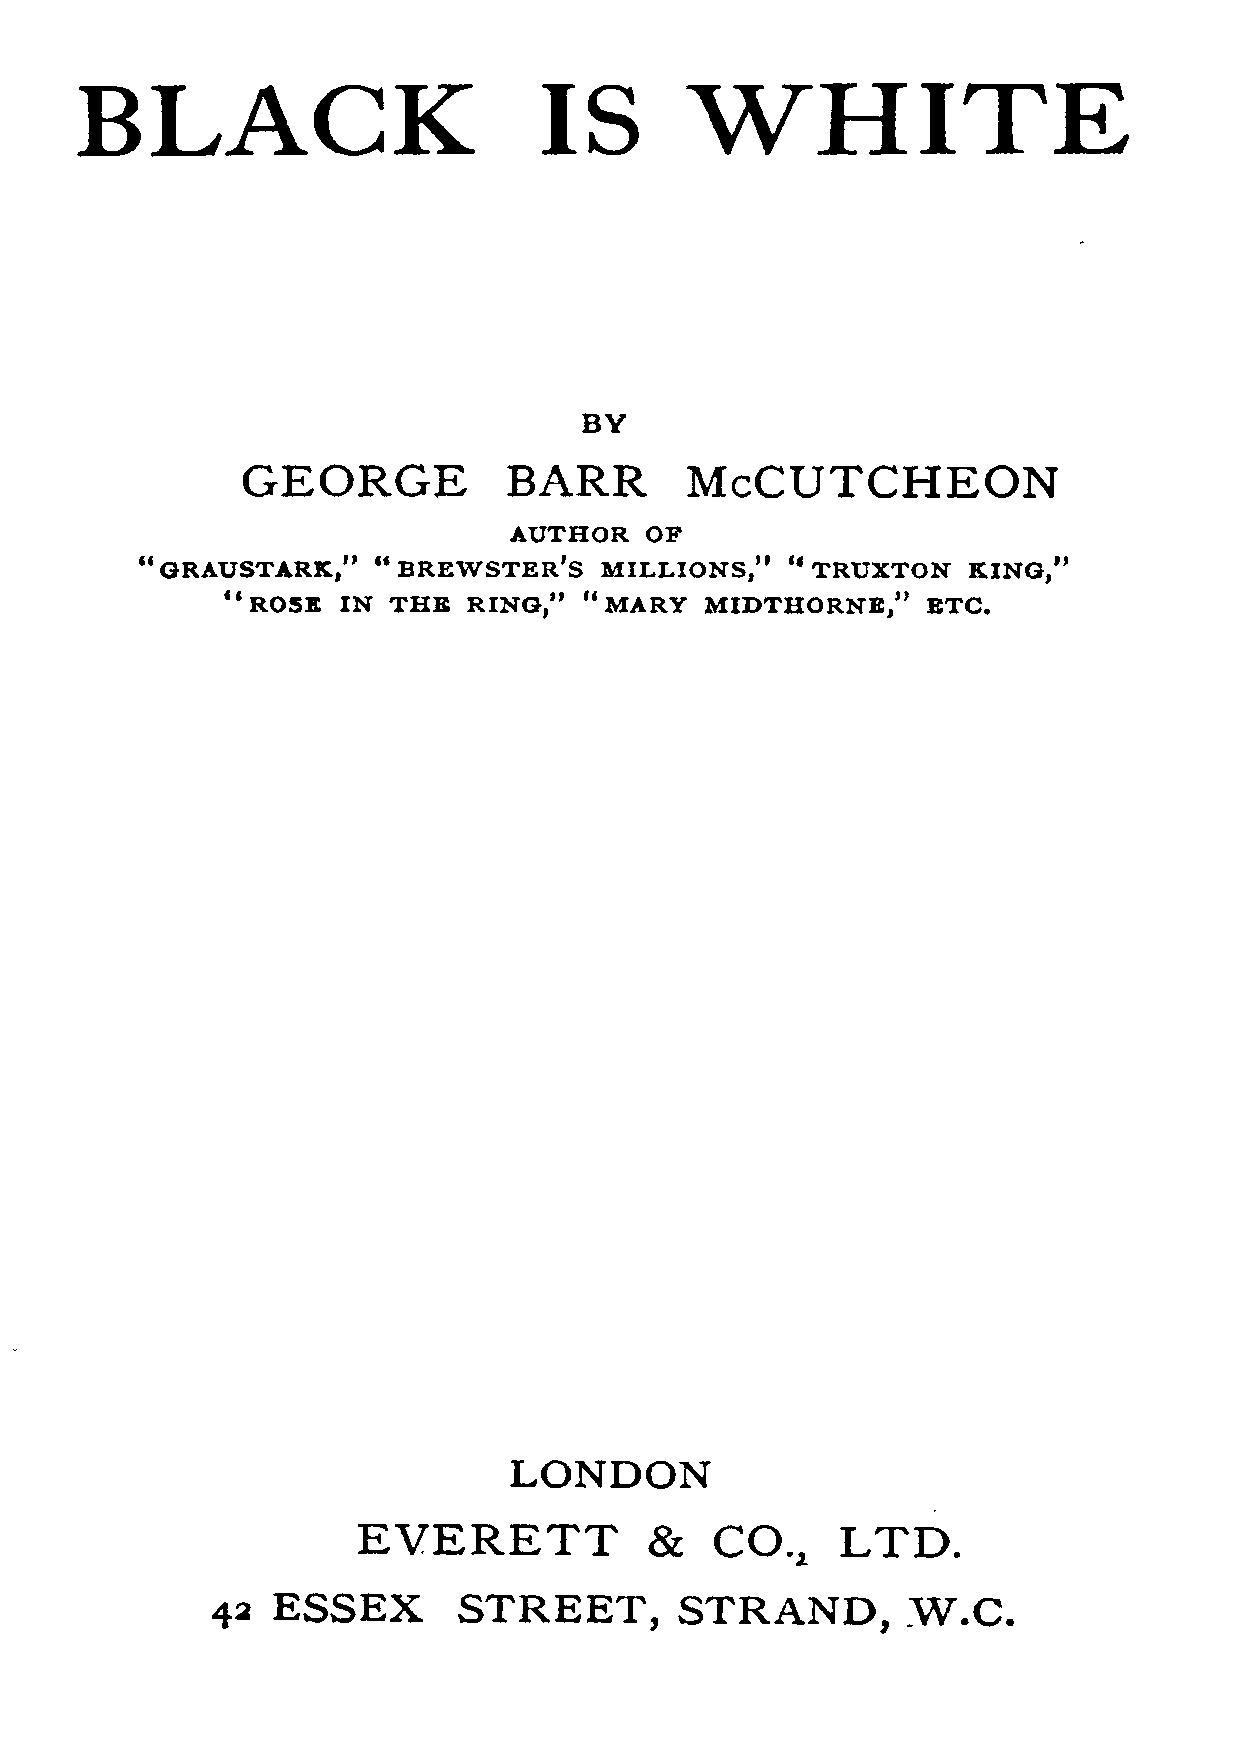 BLACK IS WHITE
BY
GEORGE BARR McCUTCHEON
AUTHOR OF
"GRAUSTARK," "BREWSTER'S MILLIONS," "TRUXTON KING,"
"ROSE IN THE RING," "MARY MIDTHORNE," ETC.
LONDON
EVERETT & CO., LTD.
42 ESSEX STREET, STRAND, W.C.